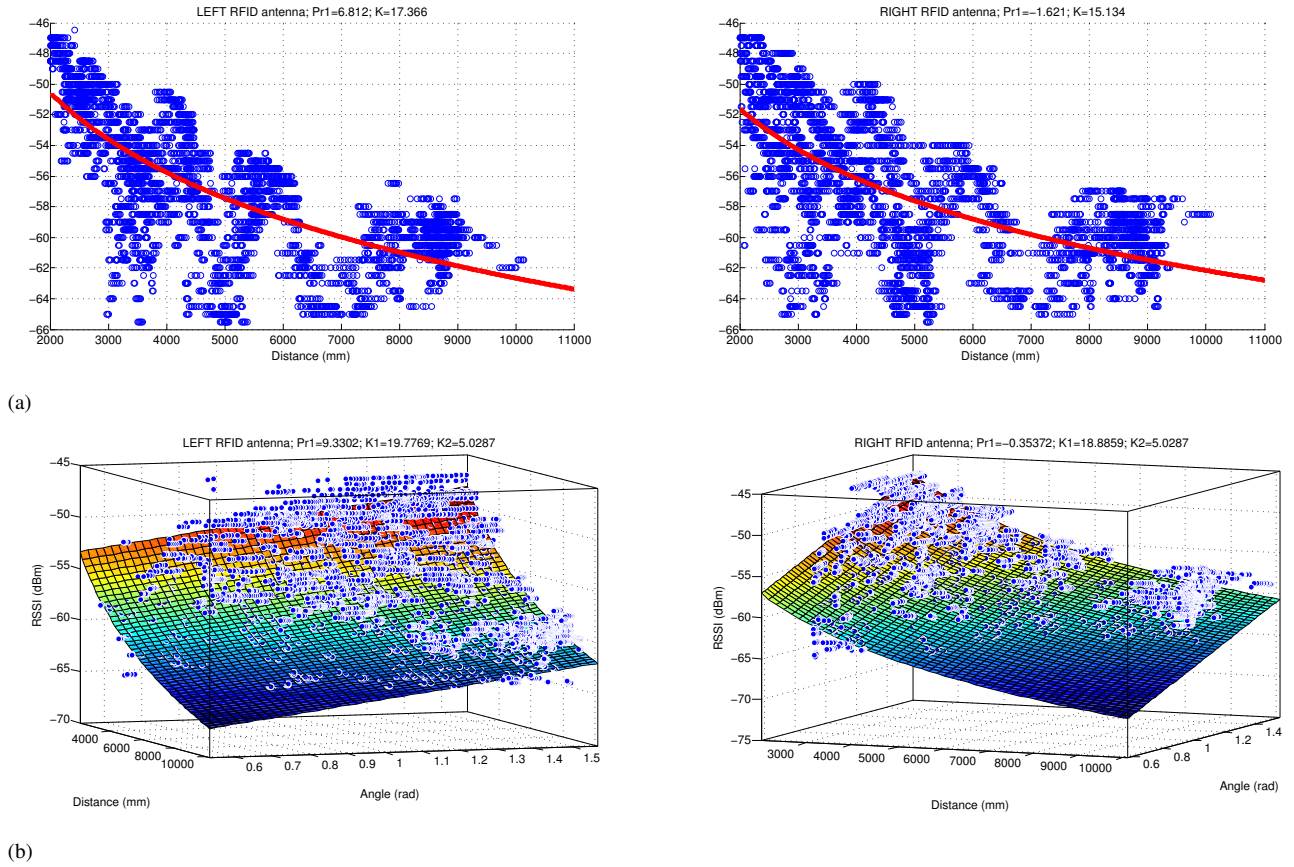 LEFT RFID antenna; Pr1=6.812; K=17.366
−46
−48
−50
−52
−54
−56
−58
−60
−62
−64
−66
2000 3000 4000 5000 6000 7000 8000 9000 10000 11000
Distance (mm)
RIGHT RFID antenna; Pr1=−1.621; K=15.134
−46
−48
−50
−52
−54
−56
−58
−60
−62
−64
−66
2000 3000 4000 5000 6000 7000 8000 9000 10000 11000
Distance (mm)
(a)
LEFT RFID antenna; Pr1=9.3302; K1=19.7769; K2=5.0287
−45
−50
−55
−60
−65
−70
RSSI (dBm)
4000 6000 8000 10000
Distance (mm)
0.6 0.7 0.8 0.9 1 1.1 1.2 1.3 1.4 1.5
Angle (rad)
RIGHT RFID antenna; Pr1=−0.35372; K1=18.8859; K2=5.0287
−45
−50
−55
−60
−65
−70
−75
RSSI (dBm)
3000 4000 5000 6000 7000 8000 9000 10000
Distance (mm)
0.6 0.8 1 1.2 1.4
Angle (rad)
(b)